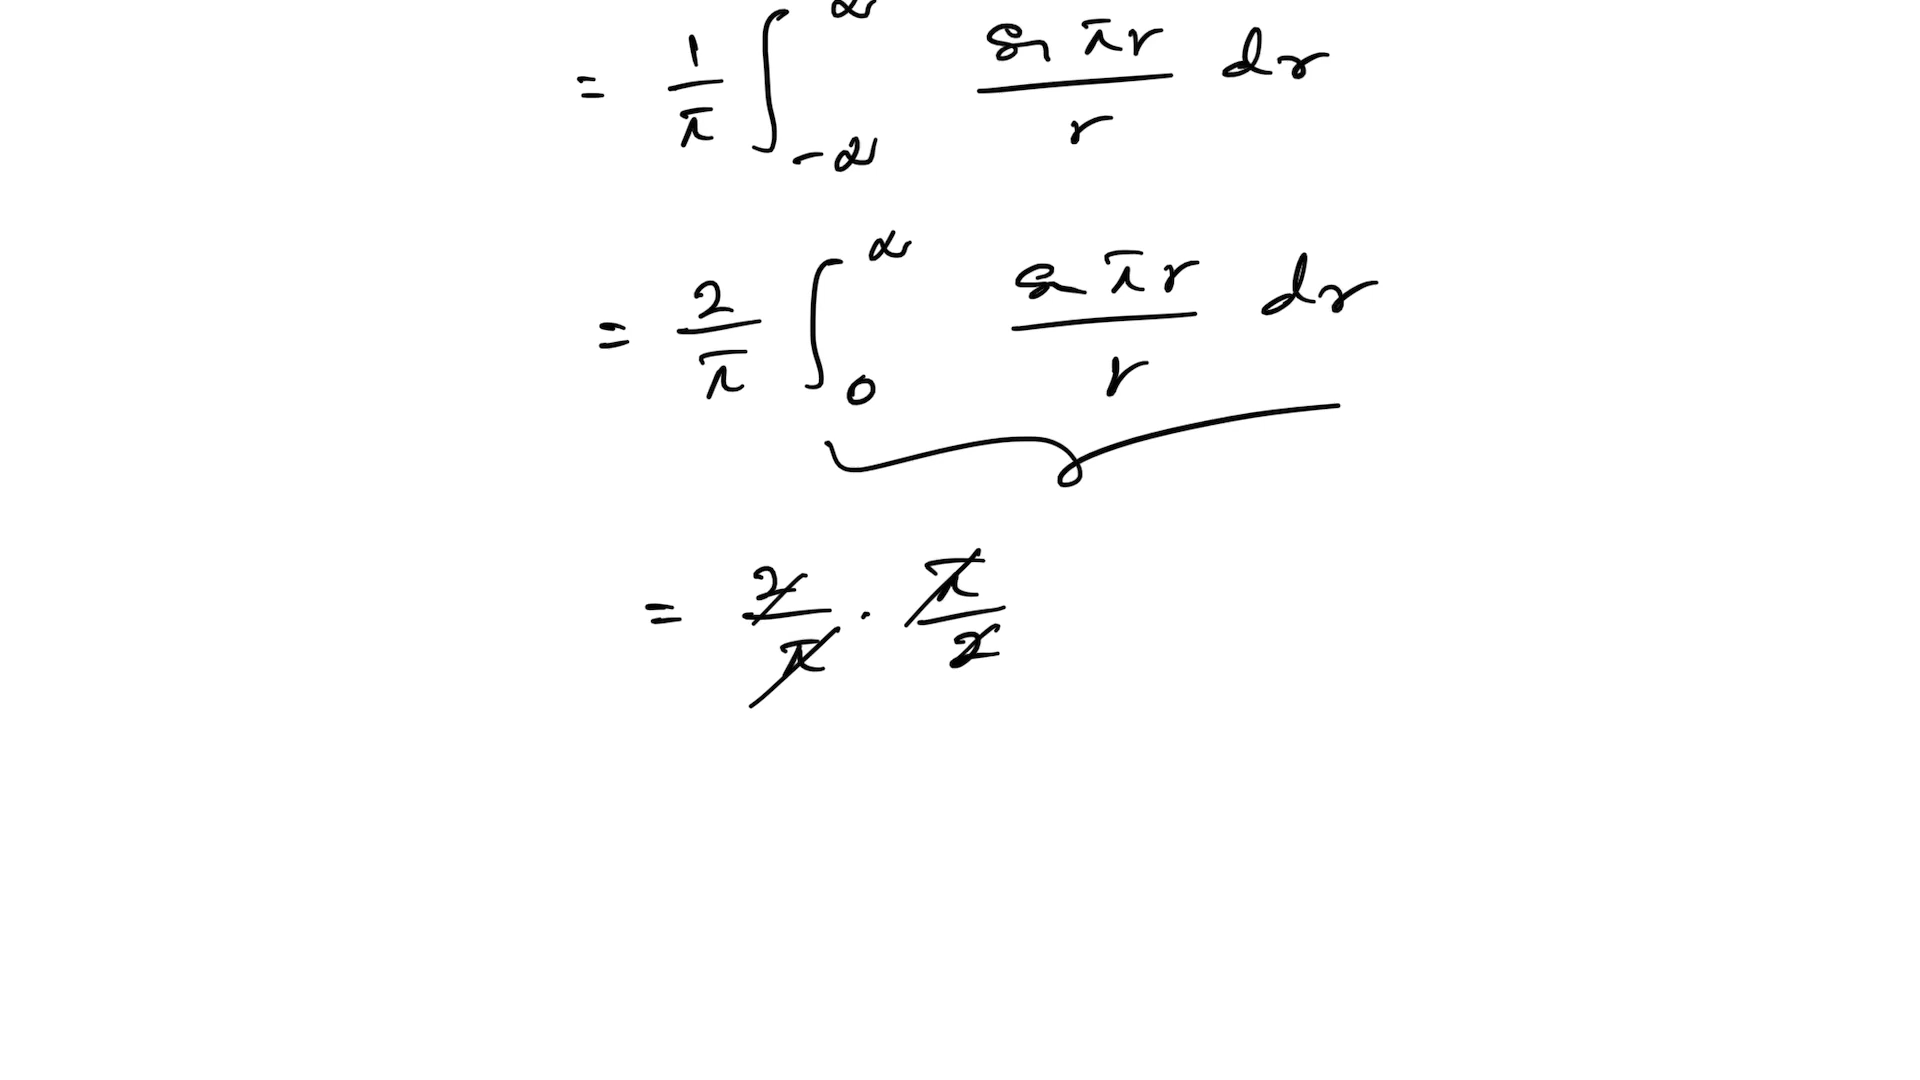 = 1/π ∫_{-∞}^{∞} sin πr / r dr
= 2/π ∫_{0}^{∞} sin πr / r dr
= 2/π · π/2